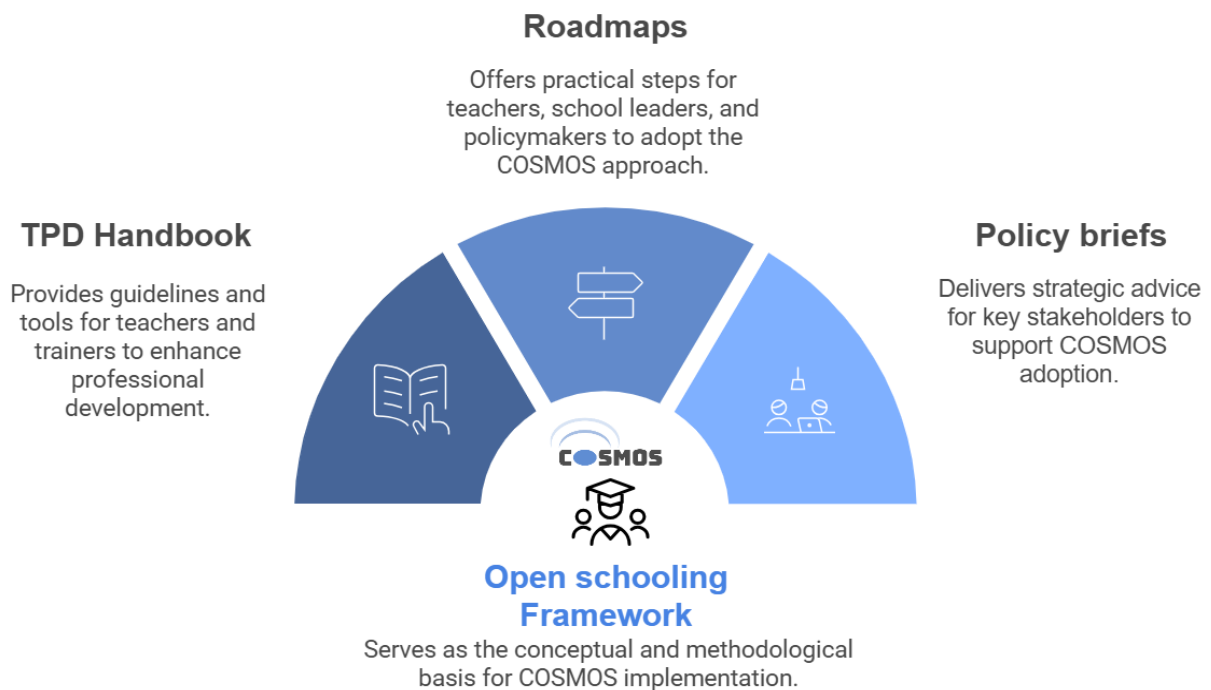 Roadmaps
Offers practical steps for
teachers, school leaders, and
policymakers to adopt the
COSMOS approach.
TPD Handbook
Provides guidelines and
tools for teachers and
trainers to enhance
professional
development.
Policy briefs
Delivers strategic advice
for key stakeholders to
support COSMOS
adoption.
COSMOS
Open schooling
Framework
Serves as the conceptual and methodological
basis for COSMOS implementation.